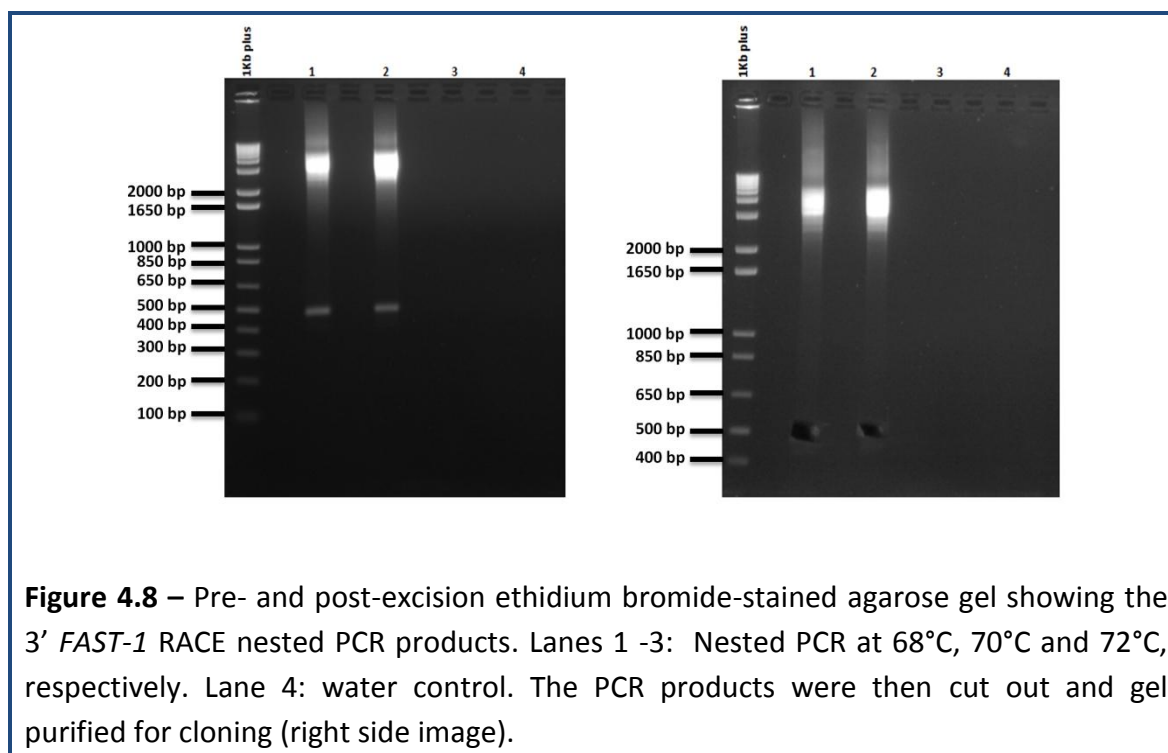 1Kb plus
1
2
3
4
2000 bp
1650 bp
1000 bp
850 bp
650 bp
500 bp
400 bp
300 bp
200 bp
100 bp
1Kb plus
1
2
3
4
2000 bp
1650 bp
1000 bp
850 bp
650 bp
500 bp
400 bp
Figure 4.8 – Pre- and post-excision ethidium bromide-stained agarose gel showing the
3’ FAST-1 RACE nested PCR products. Lanes 1 -3: Nested PCR at 68°C, 70°C and 72°C,
respectively. Lane 4: water control. The PCR products were then cut out and gel
purified for cloning (right side image).